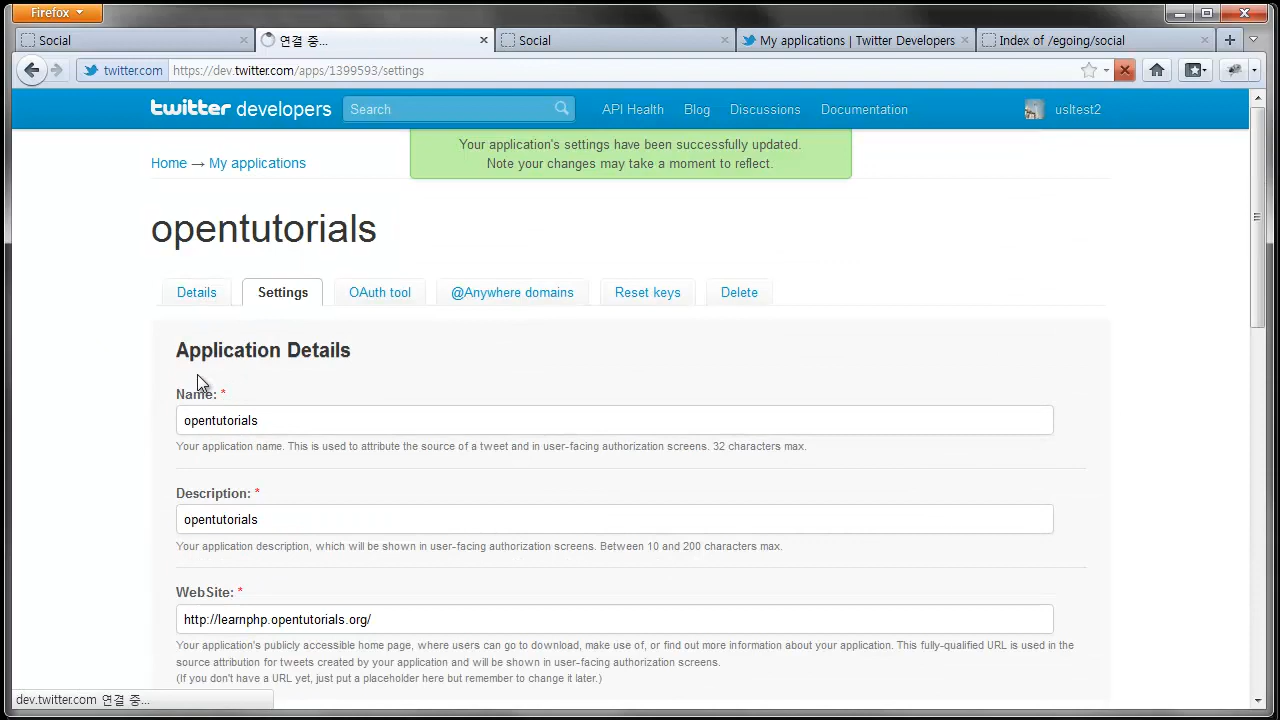 Firefox
Social
연결 중...
Social
My applications | Twitter Developers
Index of /egoing/social
twitter.com
https://dev.twitter.com/apps/1399593/settings
twitter developers
Search
API Health
Blog
Discussions
Documentation
usltest2
Your application's settings have been successfully updated.
Note your changes may take a moment to reflect.
Home → My applications
opentutorials
Details
Settings
OAuth tool
@Anywhere domains
Reset keys
Delete
Application Details
Name: *
opentutorials
Your application name. This is used to attribute the source of a tweet and in user-facing authorization screens. 32 characters max.
Description: *
opentutorials
Your application description, which will be shown in user-facing authorization screens. Between 10 and 200 characters max.
WebSite: *
http://learnphp.opentutorials.org/
Your application's publicly accessible home page, where users can go to download, make use of, or find out more information about your application. This fully-qualified URL is used in the
source attribution for tweets created by your application and will be shown in user-facing authorization screens.
(If you don't have a URL yet, just put a placeholder here but remember to change it later.)
dev.twitter.com 연결 중...